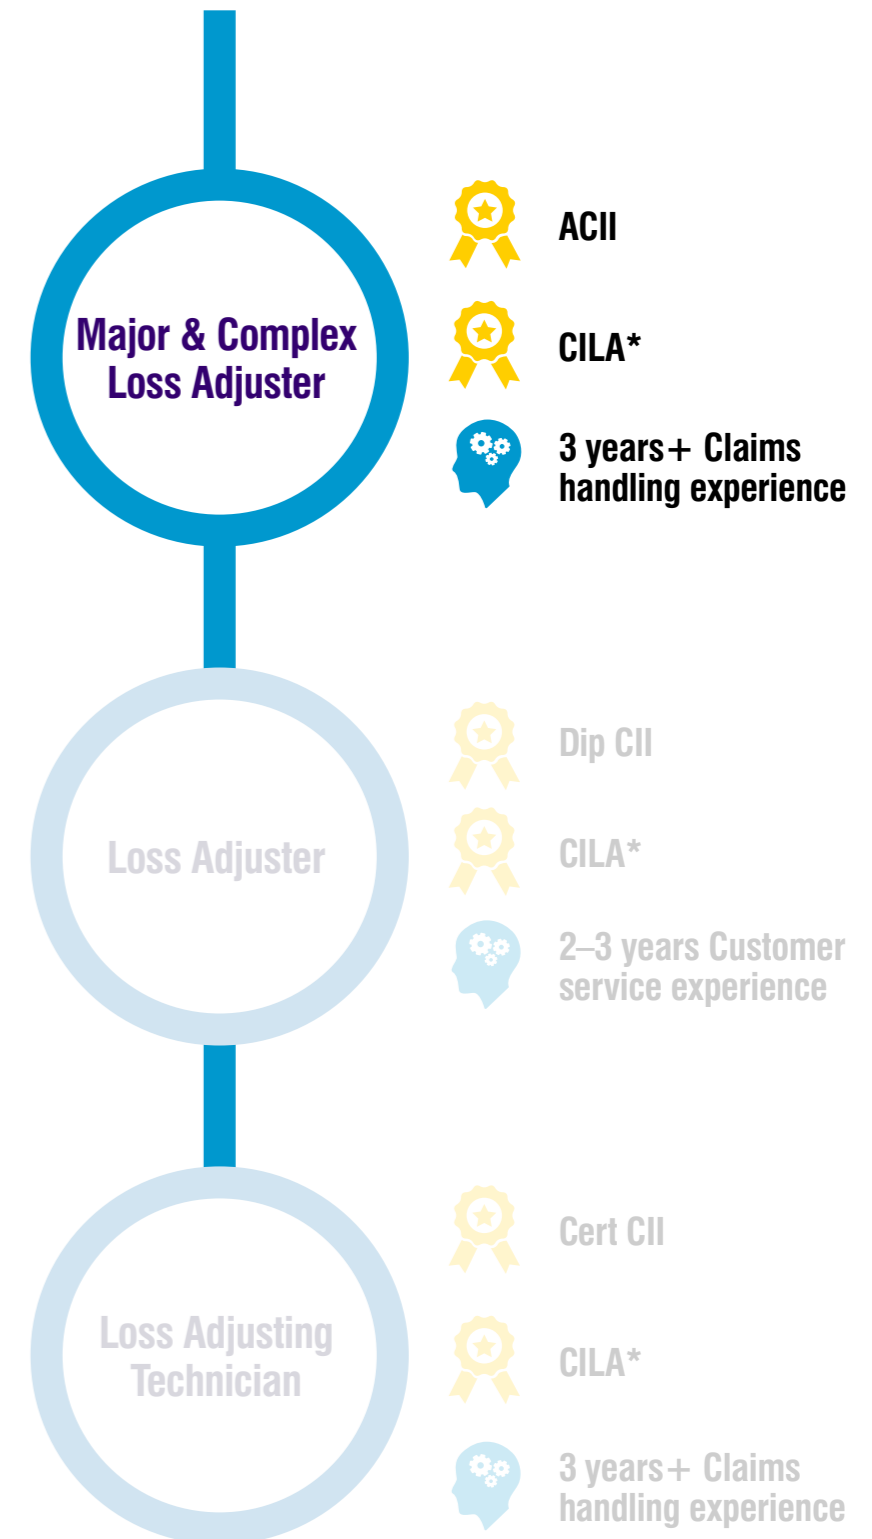 Major & Complex
Loss Adjuster
ACII
CILA*
3 years+ Claims
handling experience
Loss Adjuster
Dip CII
CILA*
2–3 years Customer
service experience
Loss Adjusting
Technician
Cert CII
CILA*
3 years+ Claims
handling experience